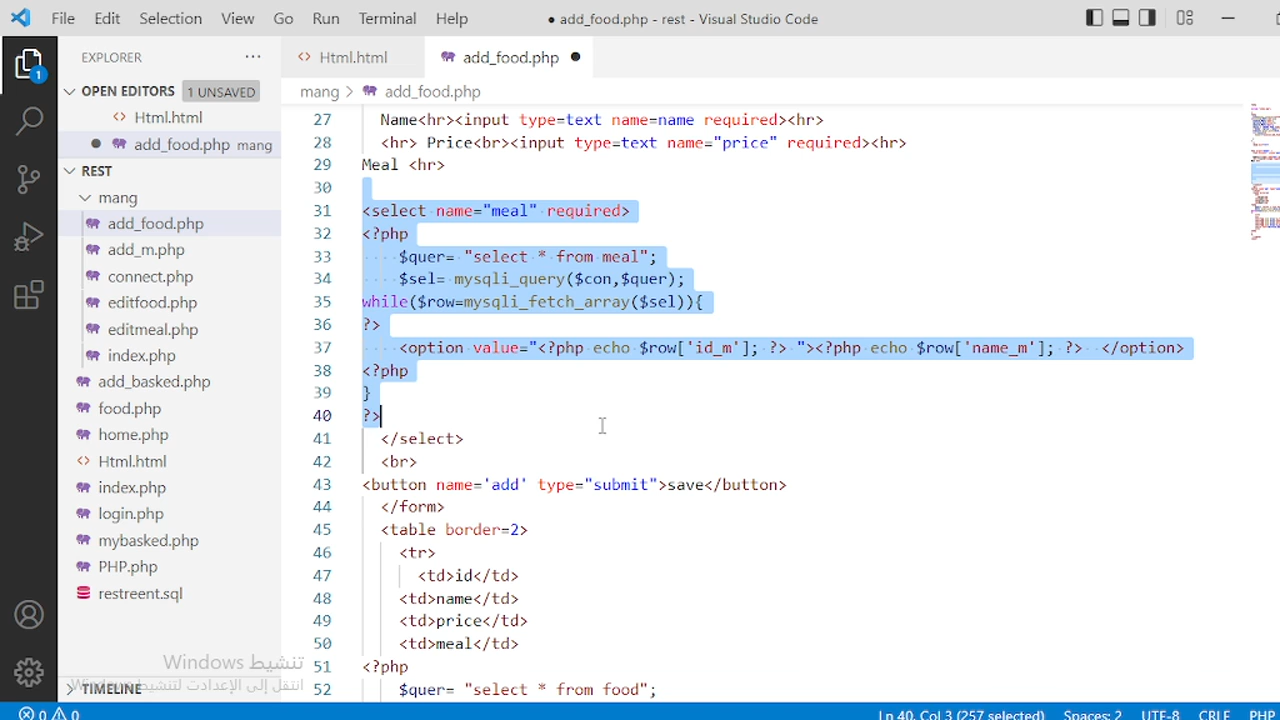 File Edit Selection View Go Run Terminal Help ● add_food.php - rest - Visual Studio Code
EXPLORER ···
Html.html add_food.php ●
OPEN EDITORS 1 UNSAVED
mang > add_food.php
Html.html
● add_food.php mang
REST
mang
add_food.php
add_m.php
connect.php
editfood.php
editmeal.php
index.php
add_basked.php
food.php
home.php
Html.html
index.php
login.php
mybasked.php
PHP.php
restreent.sql
TIMELINE
1
27 Name<hr><input type=text name=name required><hr>
28 <hr> Price<br><input type=text name="price" required><hr>
29 Meal <hr>
30
31 <select name="meal" required>
32 <?php
33 $quer= "select * from meal";
34 $sel= mysqli_query($con,$quer);
35 while($row=mysqli_fetch_array($sel)){
36 ?>
37 <option value="<?php echo $row['id_m']; ?> "><?php echo $row['name_m']; ?> </option>
38 <?php
39 }
40 ?>
41 </select>
42 <br>
43 <button name='add' type="submit">save</button>
44 </form>
45 <table border=2>
46 <tr>
47 <td>id</td>
48 <td>name</td>
49 <td>price</td>
50 <td>meal</td>
51 <?php
52 $quer= "select * from food";
تنشيط Windows
انتقل إلى الإعدادت لتنشيط Windows
0 0 Ln 40, Col 3 (257 selected) Spaces: 2 UTF-8 CRLF PHP